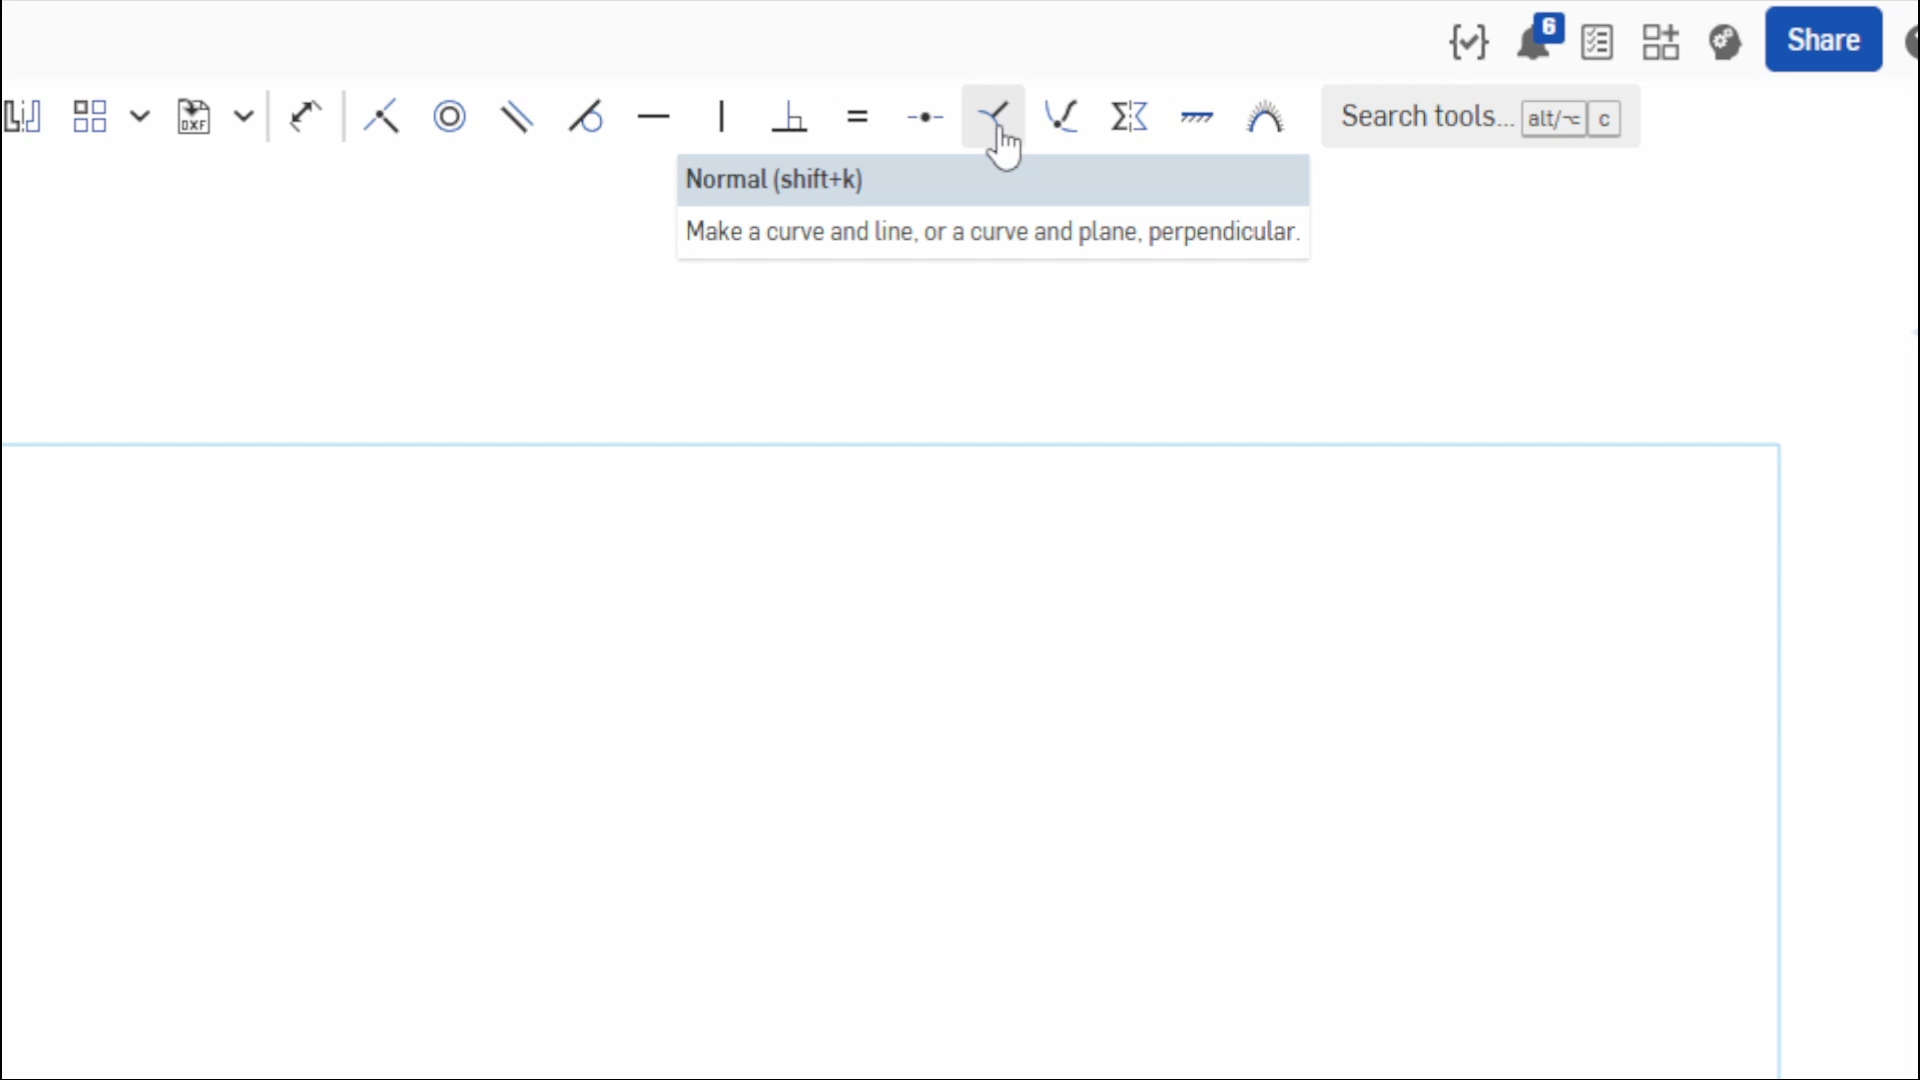 6
Share
DXF
Search tools... alt/⌥ c
Normal (shift+k)
Make a curve and line, or a curve and plane, perpendicular.